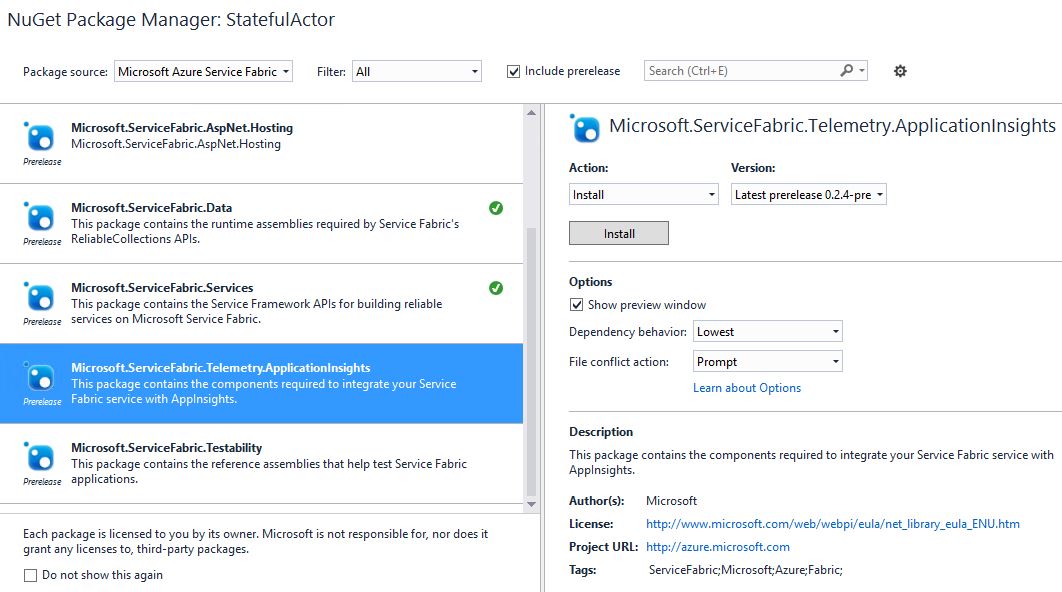 NuGet Package Manager: StatefulActor
Package source: Microsoft Azure Service Fabric Filter: All Include prerelease Search (Ctrl+E)
Microsoft.ServiceFabric.AspNet.Hosting
Microsoft.ServiceFabric.AspNet.Hosting
Prerelease
Microsoft.ServiceFabric.Data
This package contains the runtime assemblies required by Service Fabric's
ReliableCollections APIs.
Prerelease
Microsoft.ServiceFabric.Services
This package contains the Service Framework APIs for building reliable
services on Microsoft Service Fabric.
Prerelease
Microsoft.ServiceFabric.Telemetry.ApplicationInsights
This package contains the components required to integrate your Service
Fabric service with AppInsights.
Prerelease
Microsoft.ServiceFabric.Testability
This package contains the reference assemblies that help test Service Fabric
applications.
Prerelease
Each package is licensed to you by its owner. Microsoft is not responsible for, nor does it
grant any licenses to, third-party packages.
Do not show this again
Microsoft.ServiceFabric.Telemetry.ApplicationInsights
Action: Version:
Install Latest prerelease 0.2.4-pre
Install
Options
Show preview window
Dependency behavior: Lowest
File conflict action: Prompt
Learn about Options
Description
This package contains the components required to integrate your Service Fabric service with
AppInsights.
Author(s): Microsoft
License: http://www.microsoft.com/web/webpi/eula/net_library_eula_ENU.htm
Project URL: http://azure.microsoft.com
Tags: ServiceFabric;Microsoft;Azure;Fabric;